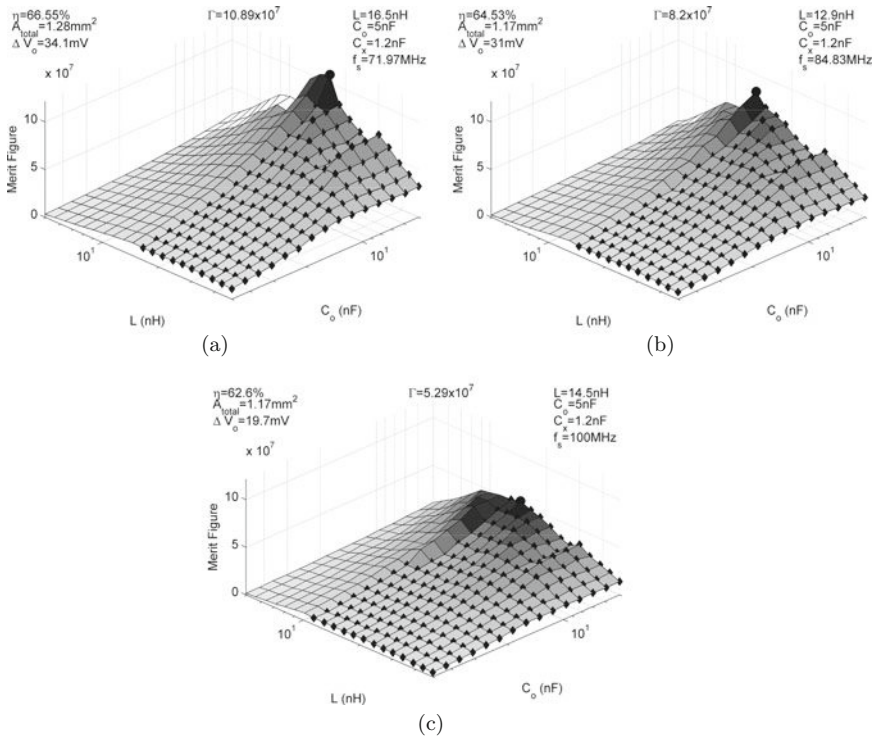 η=66.55%
A_total=1.28mm²
Δ V_o=34.1mV
Γ=10.89x10⁷
L=16.5nH
C_o=5nF
C_x=1.2nF
f_s=71.97MHz
x 10⁷
10
5
0
Merit Figure
10¹
10¹
L (nH)
C_o (nF)
(a)
η=64.53%
A_total=1.17mm²
Δ V_o=31mV
Γ=8.2x10⁷
L=12.9nH
C_o=5nF
C_x=1.2nF
f_s=84.83MHz
x 10⁷
10
5
0
Merit Figure
10¹
10¹
L (nH)
C_o (nF)
(b)
η=62.6%
A_total=1.17mm²
Δ V_o=19.7mV
Γ=5.29x10⁷
L=14.5nH
C_o=5nF
C_x=1.2nF
f_s=100MHz
x 10⁷
10
5
0
Merit Figure
10¹
10¹
L (nH)
C_o (nF)
(c)